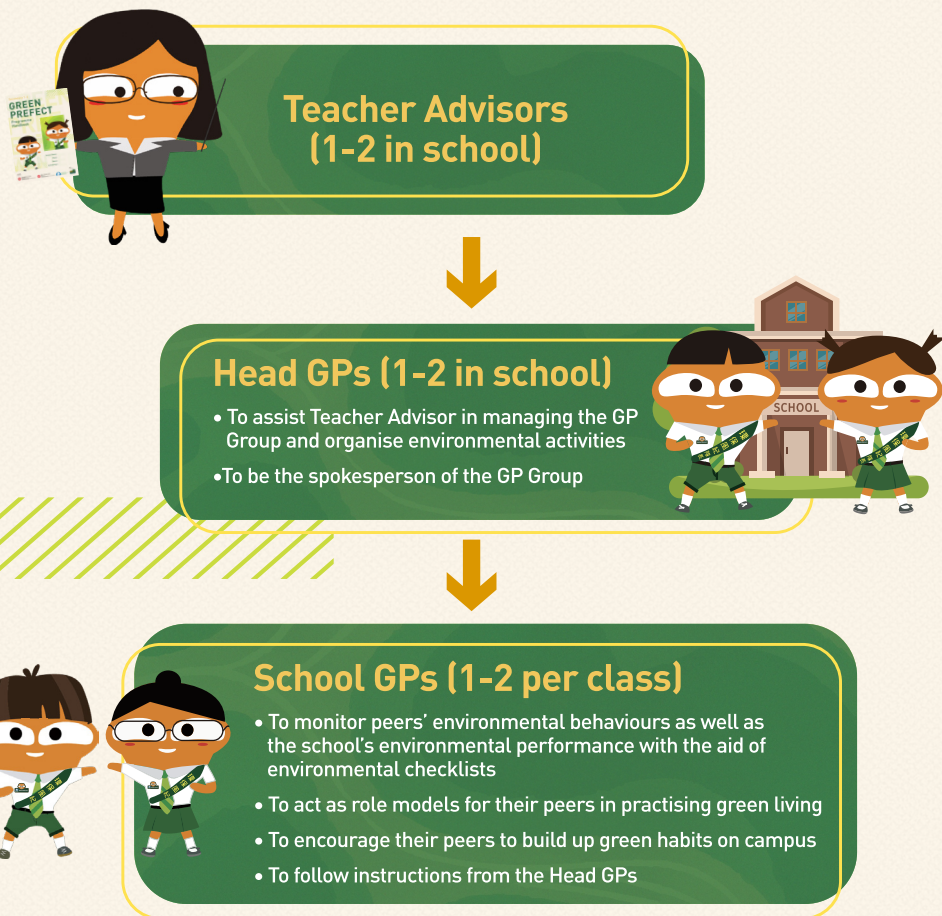 GREEN
PREFECT
Teacher Advisors
(1-2 in school)
Head GPs (1-2 in school)
• To assist Teacher Advisor in managing the GP
Group and organise environmental activities
•To be the spokesperson of the GP Group
SCHOOL
School GPs (1-2 per class)
• To monitor peers’ environmental behaviours as well as
the school’s environmental performance with the aid of
environmental checklists
• To act as role models for their peers in practising green living
• To encourage their peers to build up green habits on campus
• To follow instructions from the Head GPs